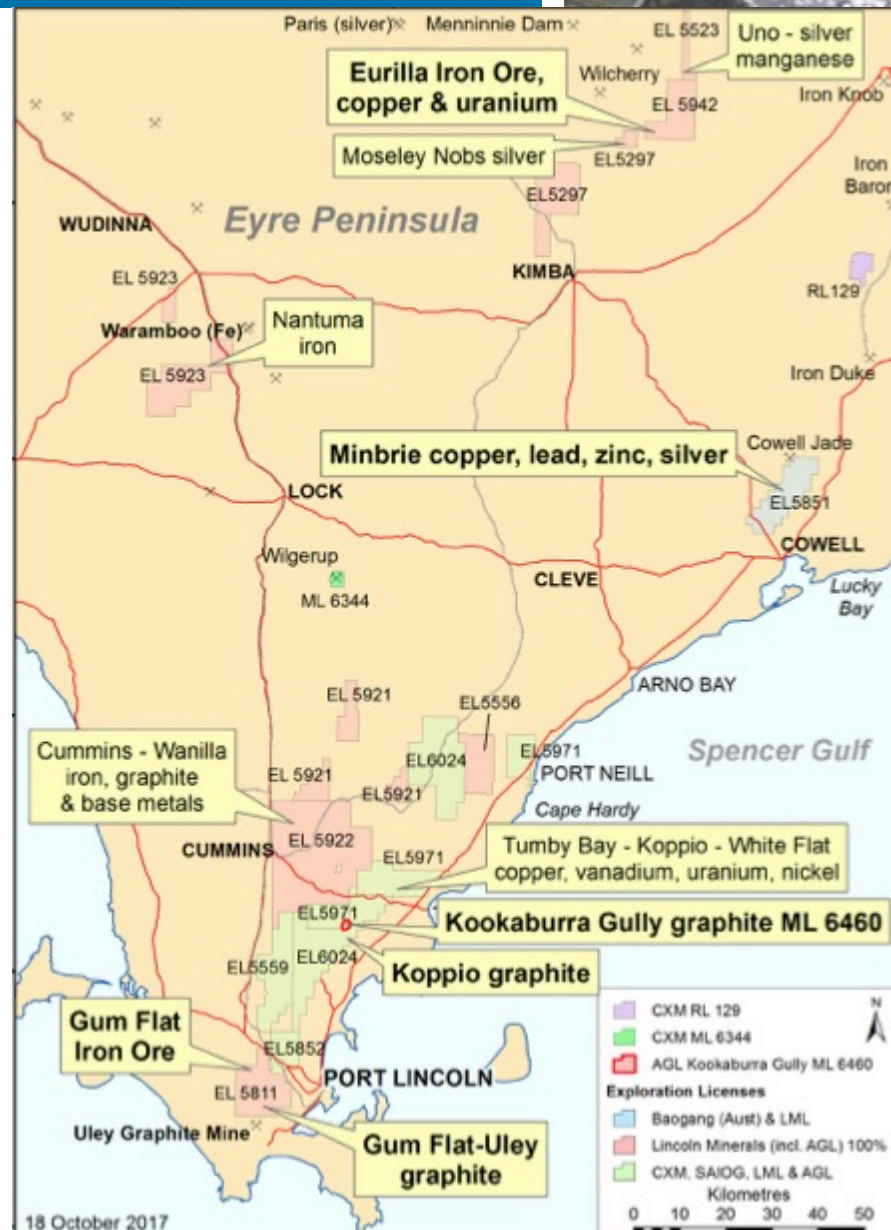 Paris (silver) Menninnie Dam
EL 5523
Uno - silver
manganese
Eurilla Iron Ore,
copper & uranium
Wilcherry
EL 5942
Iron Knob
Moseley Nobs silver
EL5297
EL5297
Iron
Baron
Eyre Peninsula
WUDINNA
KIMBA
EL 5923
RL129
Waramboo (Fe)
Nantuma
iron
EL 5923
Iron Duke
Minbrie copper, lead, zinc, silver
Cowell Jade
EL5851
LOCK
COWELL
Wilgerup
CLEVE
ML 6344
Lucky
Bay
ARNO BAY
EL 5921
EL5556
Cummins - Wanilla
iron, graphite
& base metals
EL6024
EL5971
Spencer Gulf
EL 5921
EL5921
PORT NEILL
Cape Hardy
EL 5922
CUMMINS
EL5971
Tumby Bay - Koppio - White Flat
copper, vanadium, uranium, nickel
EL5971
Kookaburra Gully graphite ML 6460
EL6024
EL5559
Koppio graphite
Gum Flat
Iron Ore
EL5852
PORT LINCOLN
EL 5811
Uley Graphite Mine
Gum Flat-Uley
graphite
N
CXM RL 129
CXM ML 6344
AGL Kookaburra Gully ML 6460
Exploration Licenses
Baogang (Aust) & LML
Lincoln Minerals (incl. AGL) 100%
CXM, SAIOG, LML & AGL
Kilometres
0 10 20 30 40 50
18 October 2017